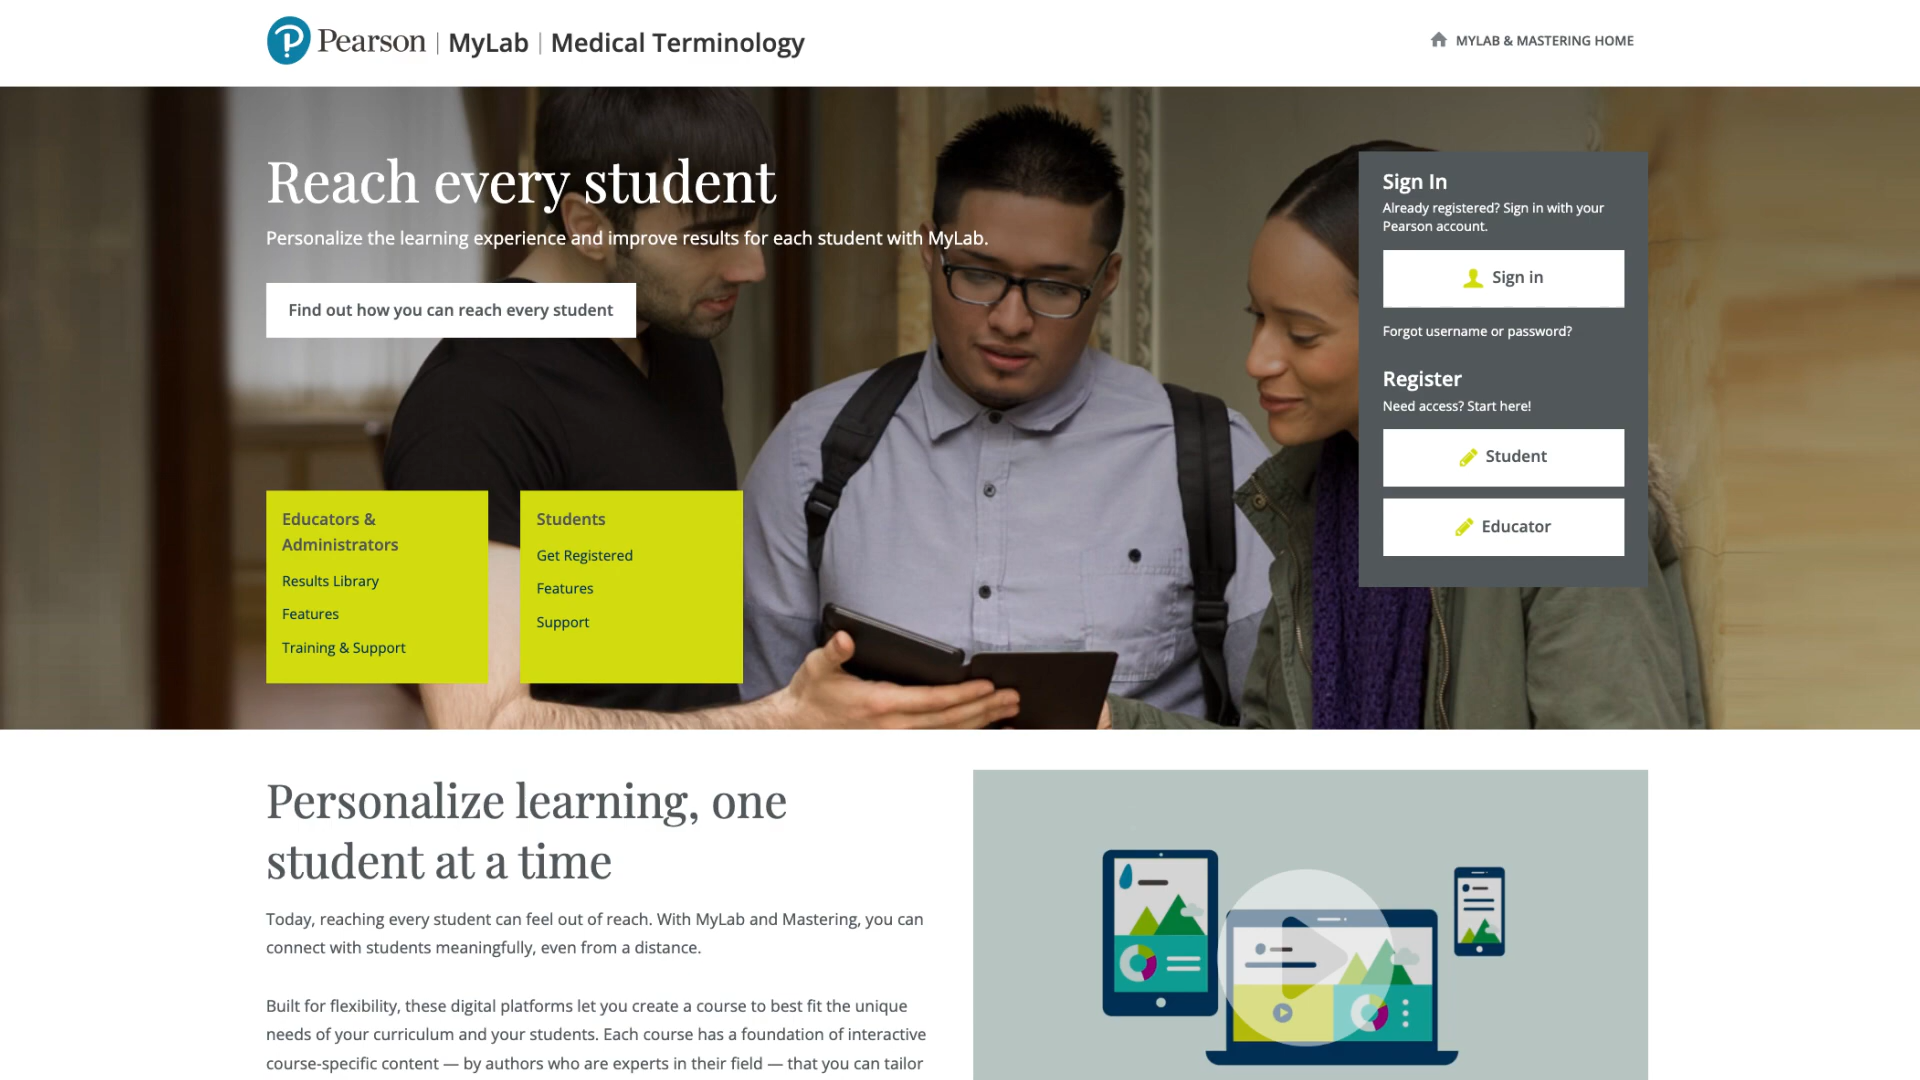 Pearson | MyLab | Medical Terminology
MYLAB & MASTERING HOME
Reach every student
Personalize the learning experience and improve results for each student with MyLab.
Find out how you can reach every student
Sign In
Already registered? Sign in with your
Pearson account.
Sign in
Forgot username or password?
Register
Need access? Start here!
Student
Educator
Educators &
Administrators
Results Library
Features
Training & Support
Students
Get Registered
Features
Support
Personalize learning, one
student at a time
Today, reaching every student can feel out of reach. With MyLab and Mastering, you can
connect with students meaningfully, even from a distance.
Built for flexibility, these digital platforms let you create a course to best fit the unique
needs of your curriculum and your students. Each course has a foundation of interactive
course-specific content — by authors who are experts in their field — that you can tailor